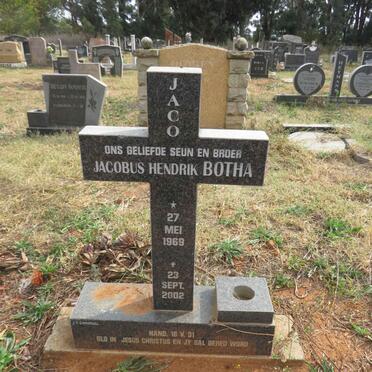 JACO
ONS GELIEFDE SEUN EN BROER
JACOBUS HENDRIK BOTHA
* 27
MEI
1969
† 23
SEPT.
2002
HAND. 16 V. 31
GLO IN JESUS CHRISTUS EN JY SAL GERED WORD